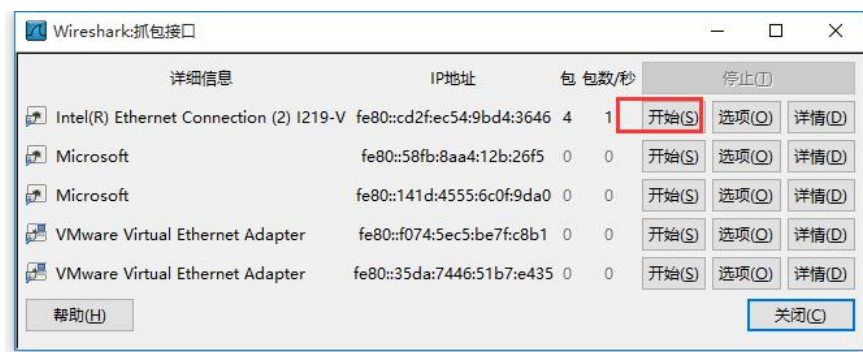 Wireshark:抓包接口
详细信息 IP地址 包 包数/秒 停止(T)
Intel(R) Ethernet Connection (2) I219-V fe80::cd2f:ec54:9bd4:3646 4 1 开始(S) 选项(O) 详情(D)
Microsoft fe80::58fb:8aa4:12b:26f5 0 0 开始(S) 选项(O) 详情(D)
Microsoft fe80::141d:4555:6c0f:9da0 0 0 开始(S) 选项(O) 详情(D)
VMware Virtual Ethernet Adapter fe80::f074:5ec5:be7f:c8b1 0 0 开始(S) 选项(O) 详情(D)
VMware Virtual Ethernet Adapter fe80::35da:7446:51b7:e435 0 0 开始(S) 选项(O) 详情(D)
帮助(H) 关闭(C)